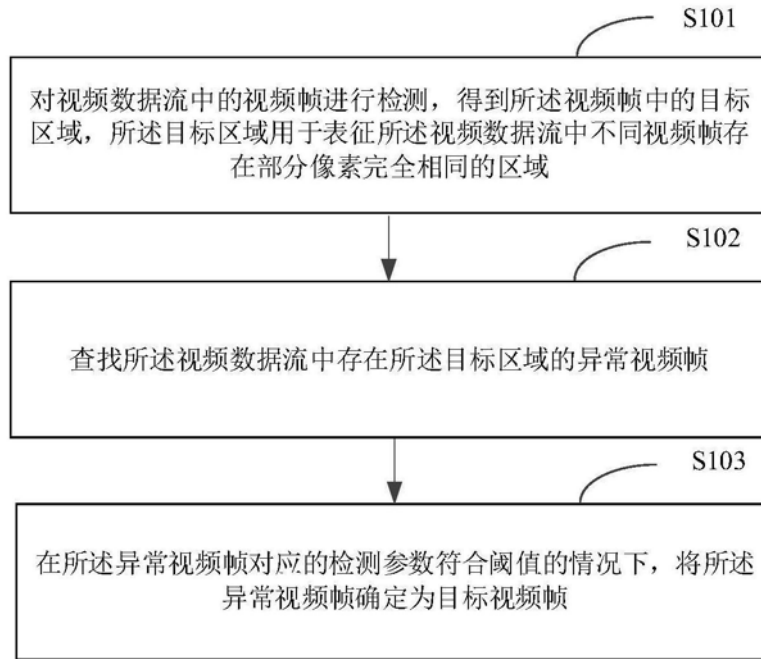 S101
对视频数据流中的视频帧进行检测，得到所述视频帧中的目标
区域，所述目标区域用于表征所述视频数据流中不同视频帧存
在部分像素完全相同的区域
S102
查找所述视频数据流中存在所述目标区域的异常视频帧
S103
在所述异常视频帧对应的检测参数符合阈值的情况下，将所述
异常视频帧确定为目标视频帧